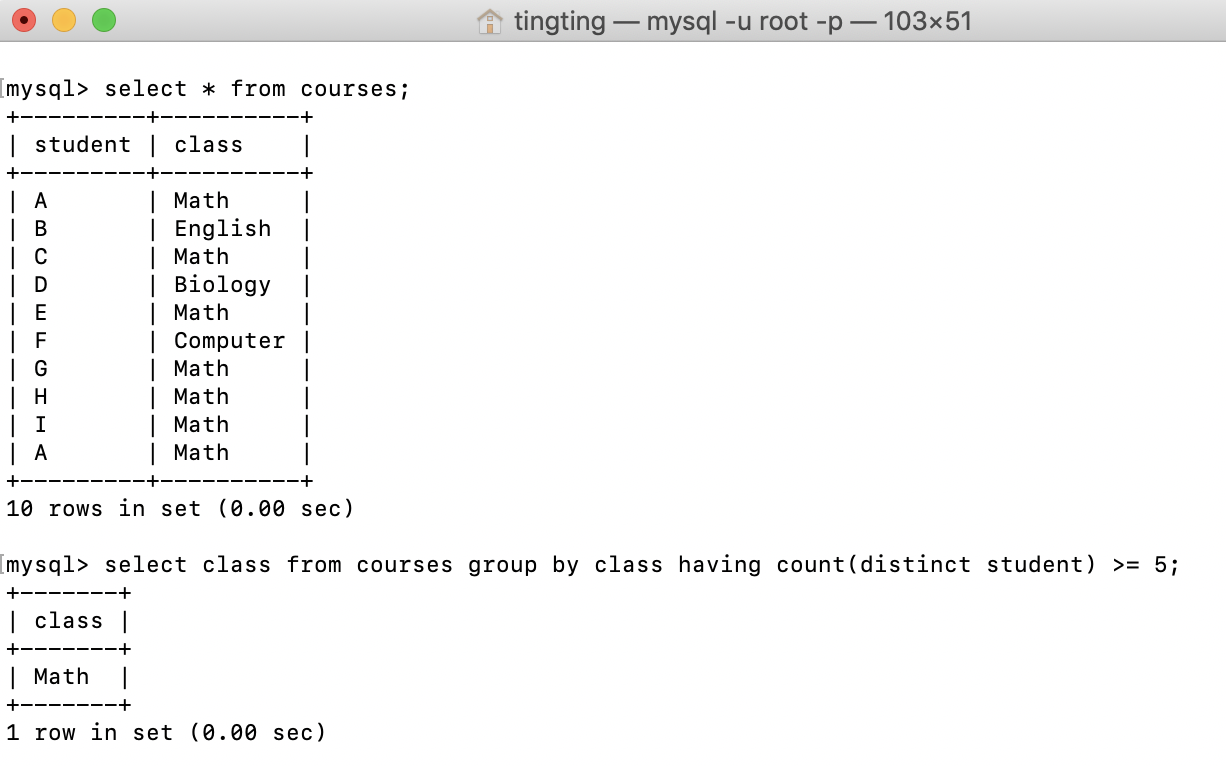 tingting — mysql -u root -p — 103×51
mysql> select * from courses;
+---------+----------+
| student | class    |
+---------+----------+
| A       | Math     |
| B       | English  |
| C       | Math     |
| D       | Biology  |
| E       | Math     |
| F       | Computer |
| G       | Math     |
| H       | Math     |
| I       | Math     |
| A       | Math     |
+---------+----------+
10 rows in set (0.00 sec)
mysql> select class from courses group by class having count(distinct student) >= 5;
+-------+
| class |
+-------+
| Math  |
+-------+
1 row in set (0.00 sec)